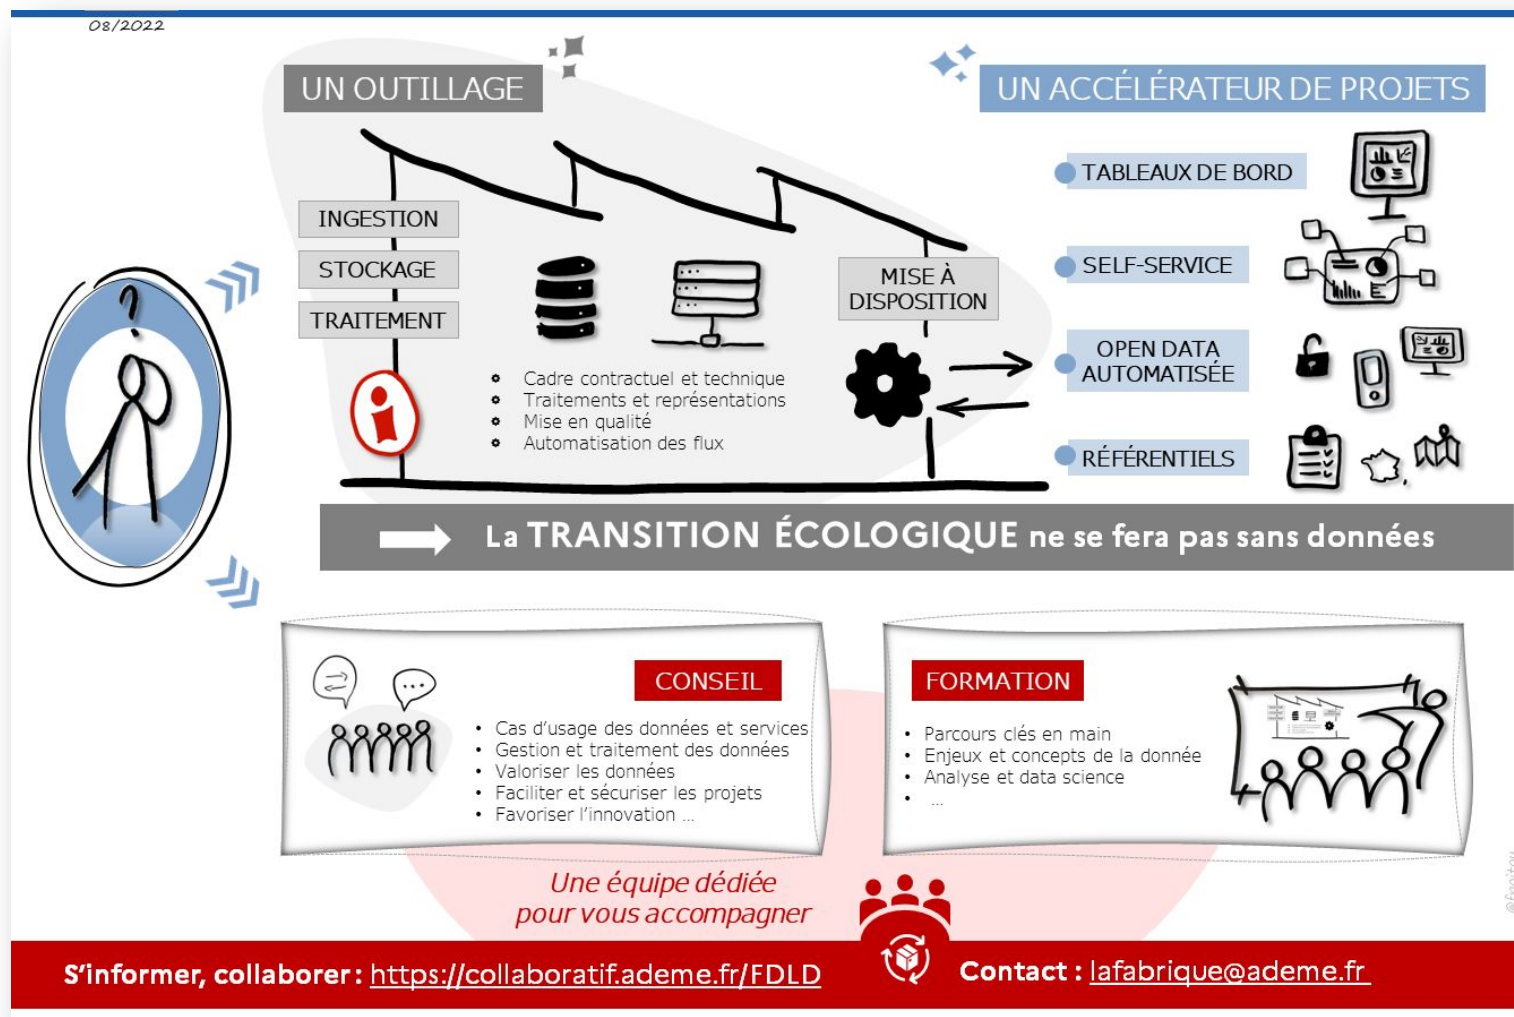 08/2022
UN OUTILLAGE
UN ACCÉLÉRATEUR DE PROJETS
INGESTION
STOCKAGE
TRAITEMENT
MISE À
DISPOSITION
Cadre contractuel et technique
Traitements et représentations
Mise en qualité
Automatisation des flux
TABLEAUX DE BORD
SELF-SERVICE
OPEN DATA
AUTOMATISÉE
RÉFÉRENTIELS
La TRANSITION ÉCOLOGIQUE ne se fera pas sans données
CONSEIL
• Cas d'usage des données et services
• Gestion et traitement des données
• Valoriser les données
• Faciliter et sécuriser les projets
• Favoriser l'innovation ...
FORMATION
• Parcours clés en main
• Enjeux et concepts de la donnée
• Analyse et data science
• ...
Une équipe dédiée
pour vous accompagner
S'informer, collaborer : https://collaboratif.ademe.fr/FDLD
Contact : lafabrique@ademe.fr